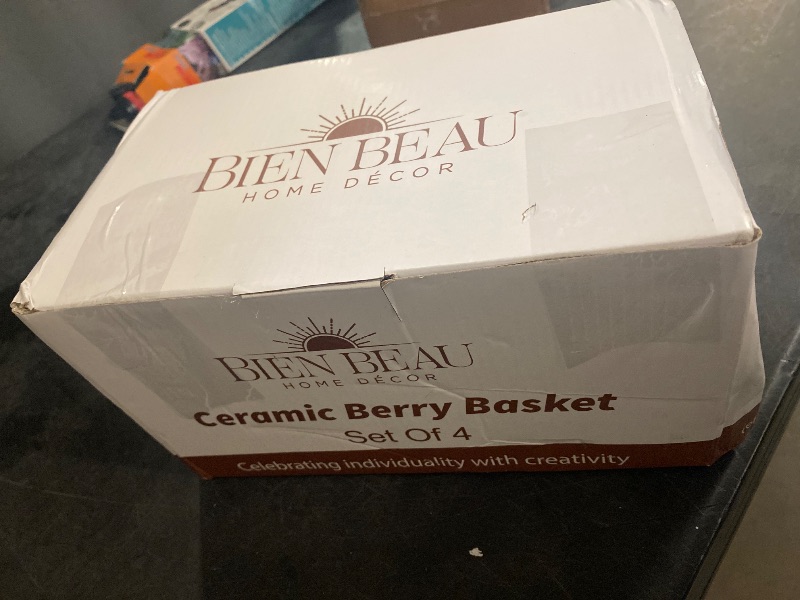 BIEN BEAU
HOME DÉCOR
BIEN BEAU
HOME DÉCOR
Ceramic Berry Basket
Set Of 4
Celebrating individuality with creativity